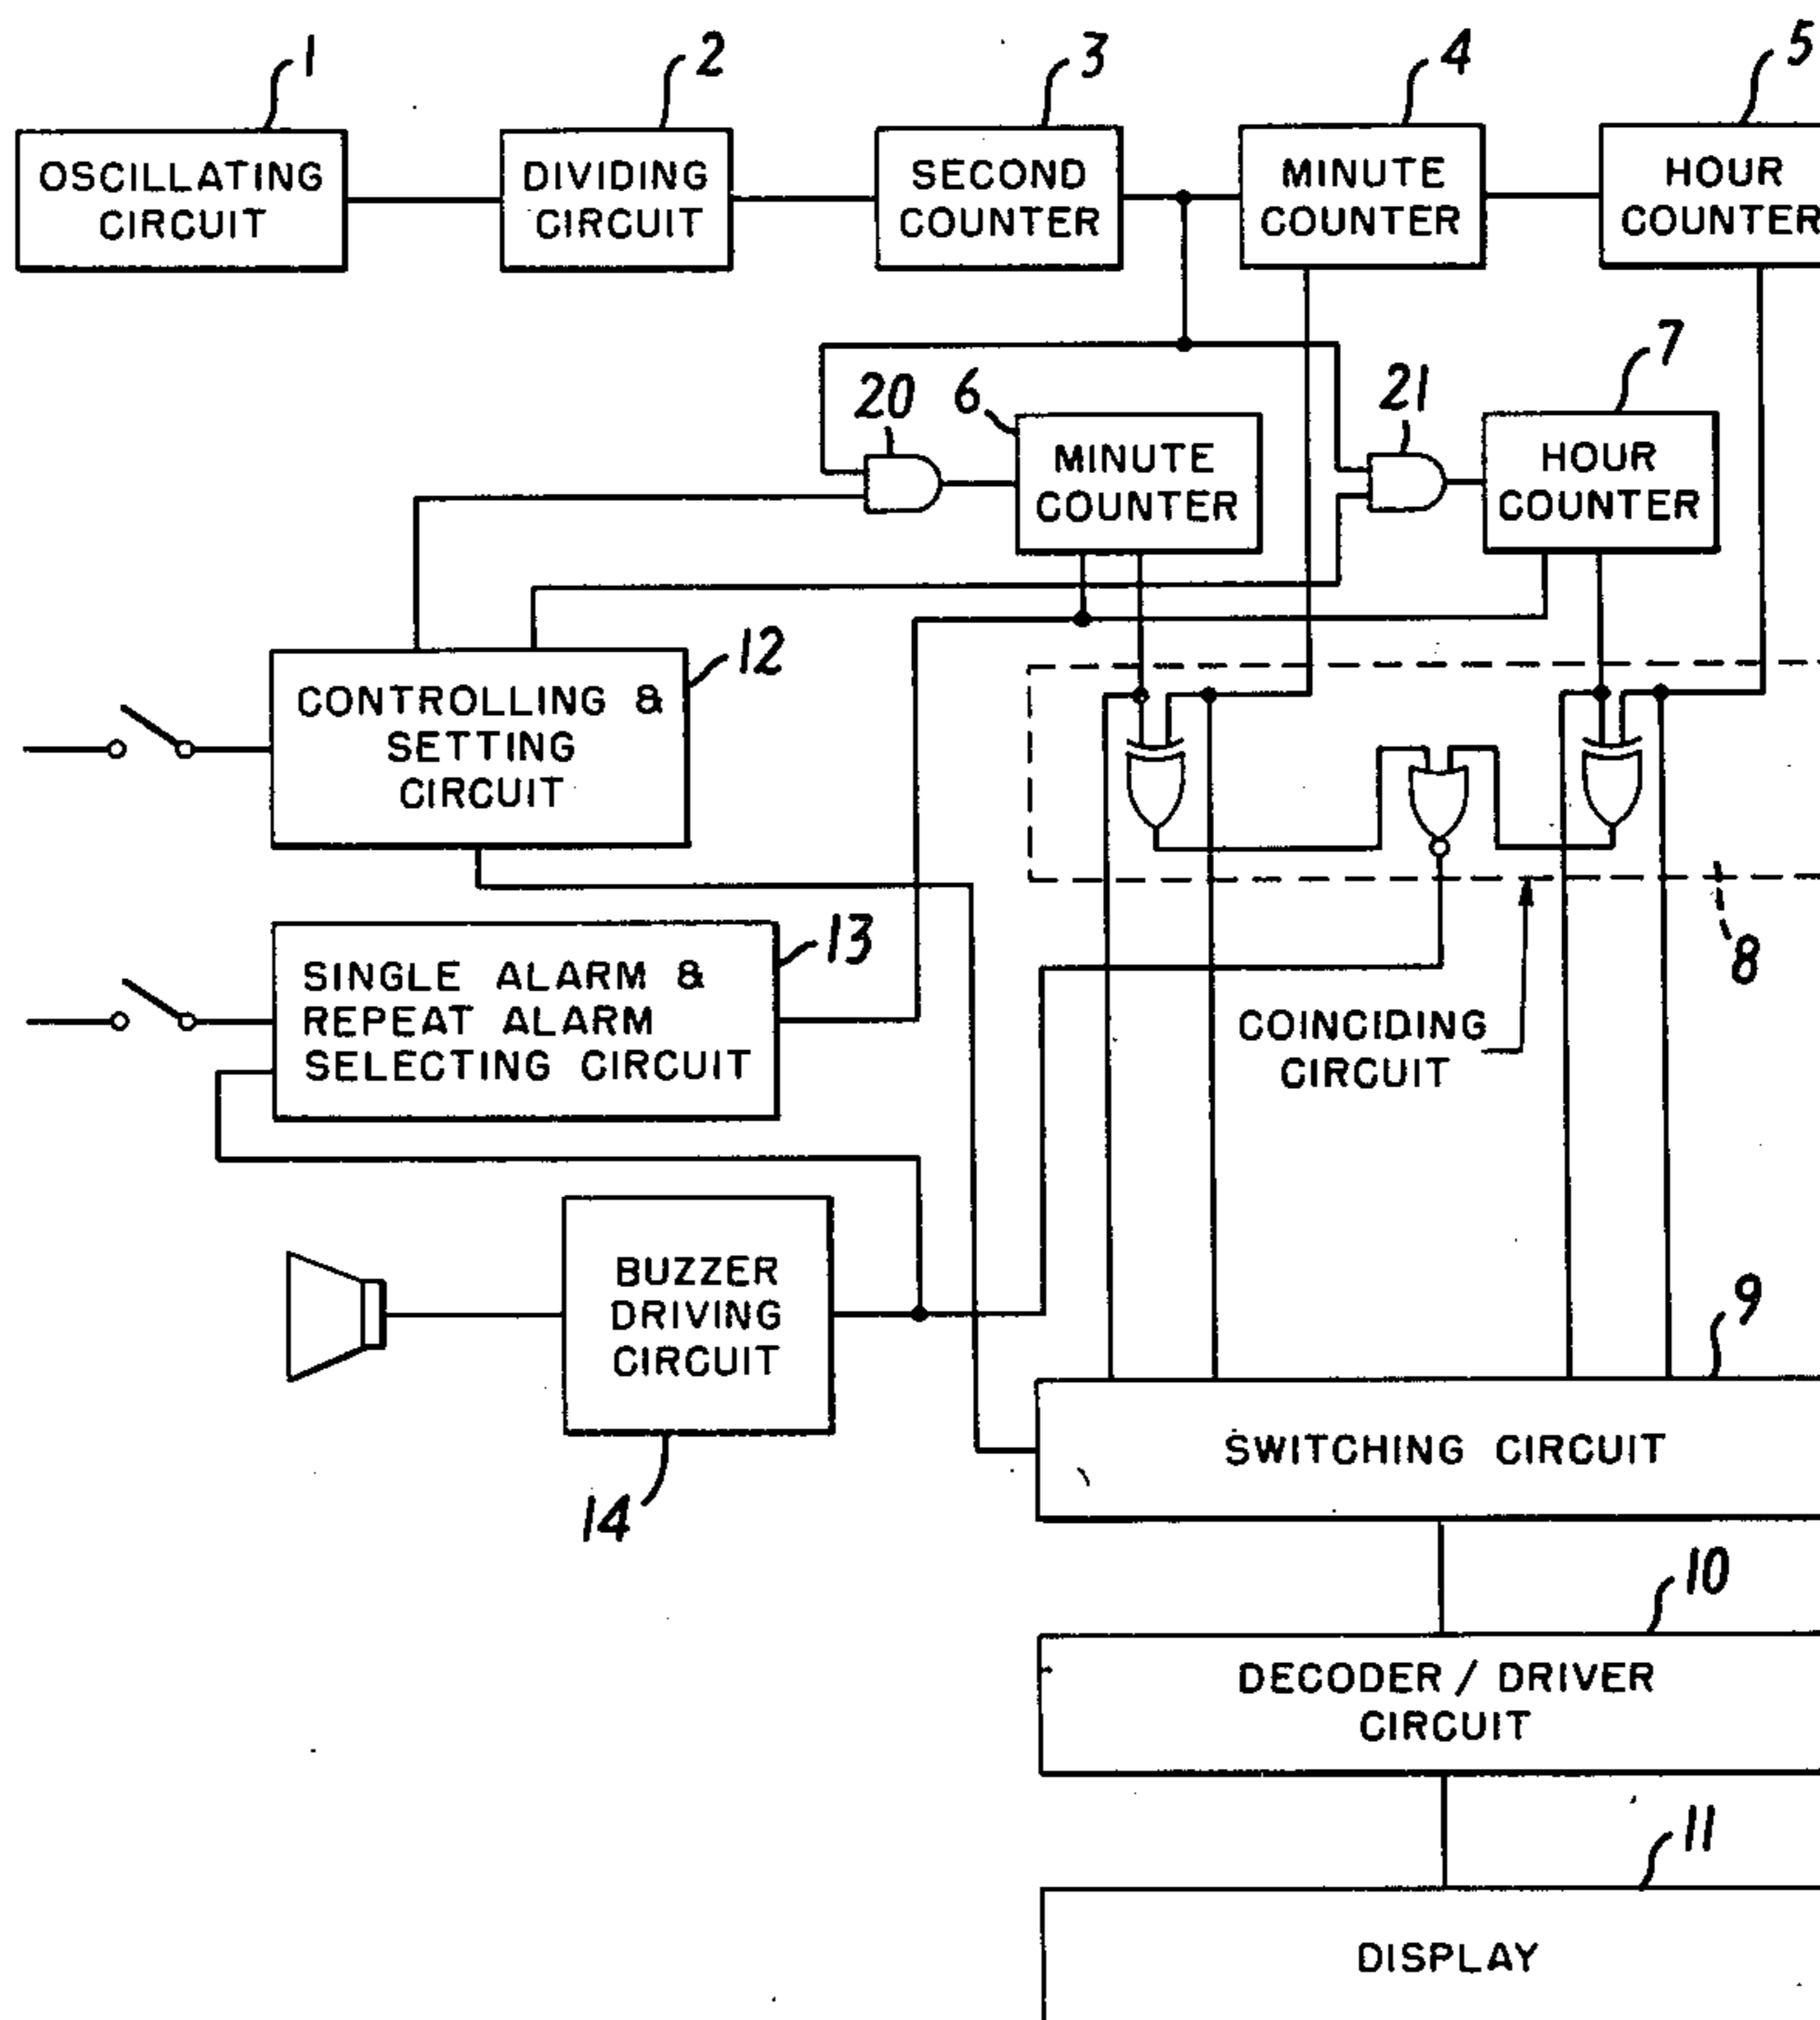 1
2
3
4
5
OSCILLATING
CIRCUIT
DIVIDING
CIRCUIT
SECOND
COUNTER
MINUTE
COUNTER
HOUR
COUNTER
20
6
21
7
MINUTE
COUNTER
HOUR
COUNTER
12
CONTROLLING &
SETTING
CIRCUIT
13
SINGLE ALARM &
REPEAT ALARM
SELECTING CIRCUIT
8
COINCIDING
CIRCUIT
BUZZER
DRIVING
CIRCUIT
14
9
SWITCHING CIRCUIT
10
DECODER / DRIVER
CIRCUIT
11
DISPLAY